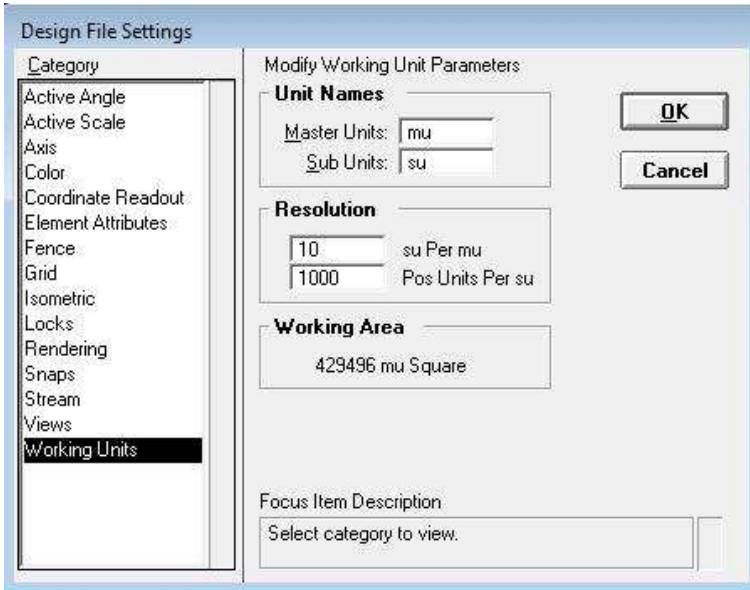 Design File Settings
Category
Active Angle
Active Scale
Axis
Color
Coordinate Readout
Element Attributes
Fence
Grid
Isometric
Locks
Rendering
Snaps
Stream
Views
Working Units
Modify Working Unit Parameters
Unit Names
Master Units: mu
Sub Units: su
Resolution
10 su Per mu
1000 Pos Units Per su
Working Area
429496 mu Square
Focus Item Description
Select category to view.
OK
Cancel